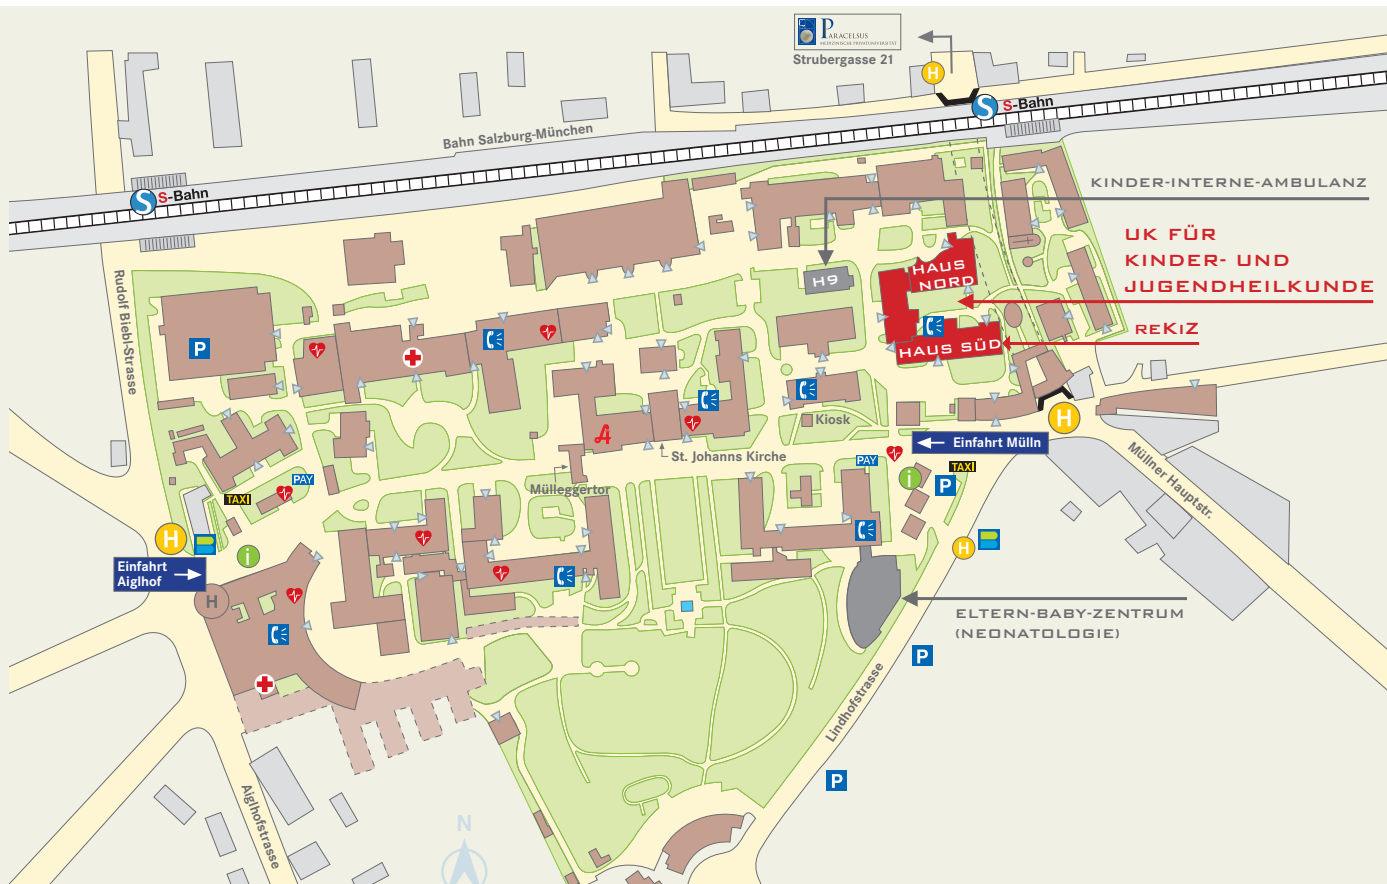 PARACELSUS
MEDIZINISCHE PRIVATUNIVERSITÄT
Strubergasse 21
H
S
S-Bahn
Bahn Salzburg-München
S
S-Bahn
KINDER-INTERNE-AMBULANZ
UK FÜR
KINDER- UND
JUGENDHEILKUNDE
REKIZ
HAUS
NORD
H9
HAUS SÜD
Rudolf Biebl-Strasse
P
A
Kiosk
St. Johanns Kirche
Mülleggertor
H
Einfahrt Mülln
Müllner Hauptstr.
PAY
TAXI
i
P
PAY
TAXI
H
i
Einfahrt
Aiglhof
H
H
ELTERN-BABY-ZENTRUM
(NEONATOLOGIE)
P
Lindhofstrasse
P
Aiglhofstrasse
N